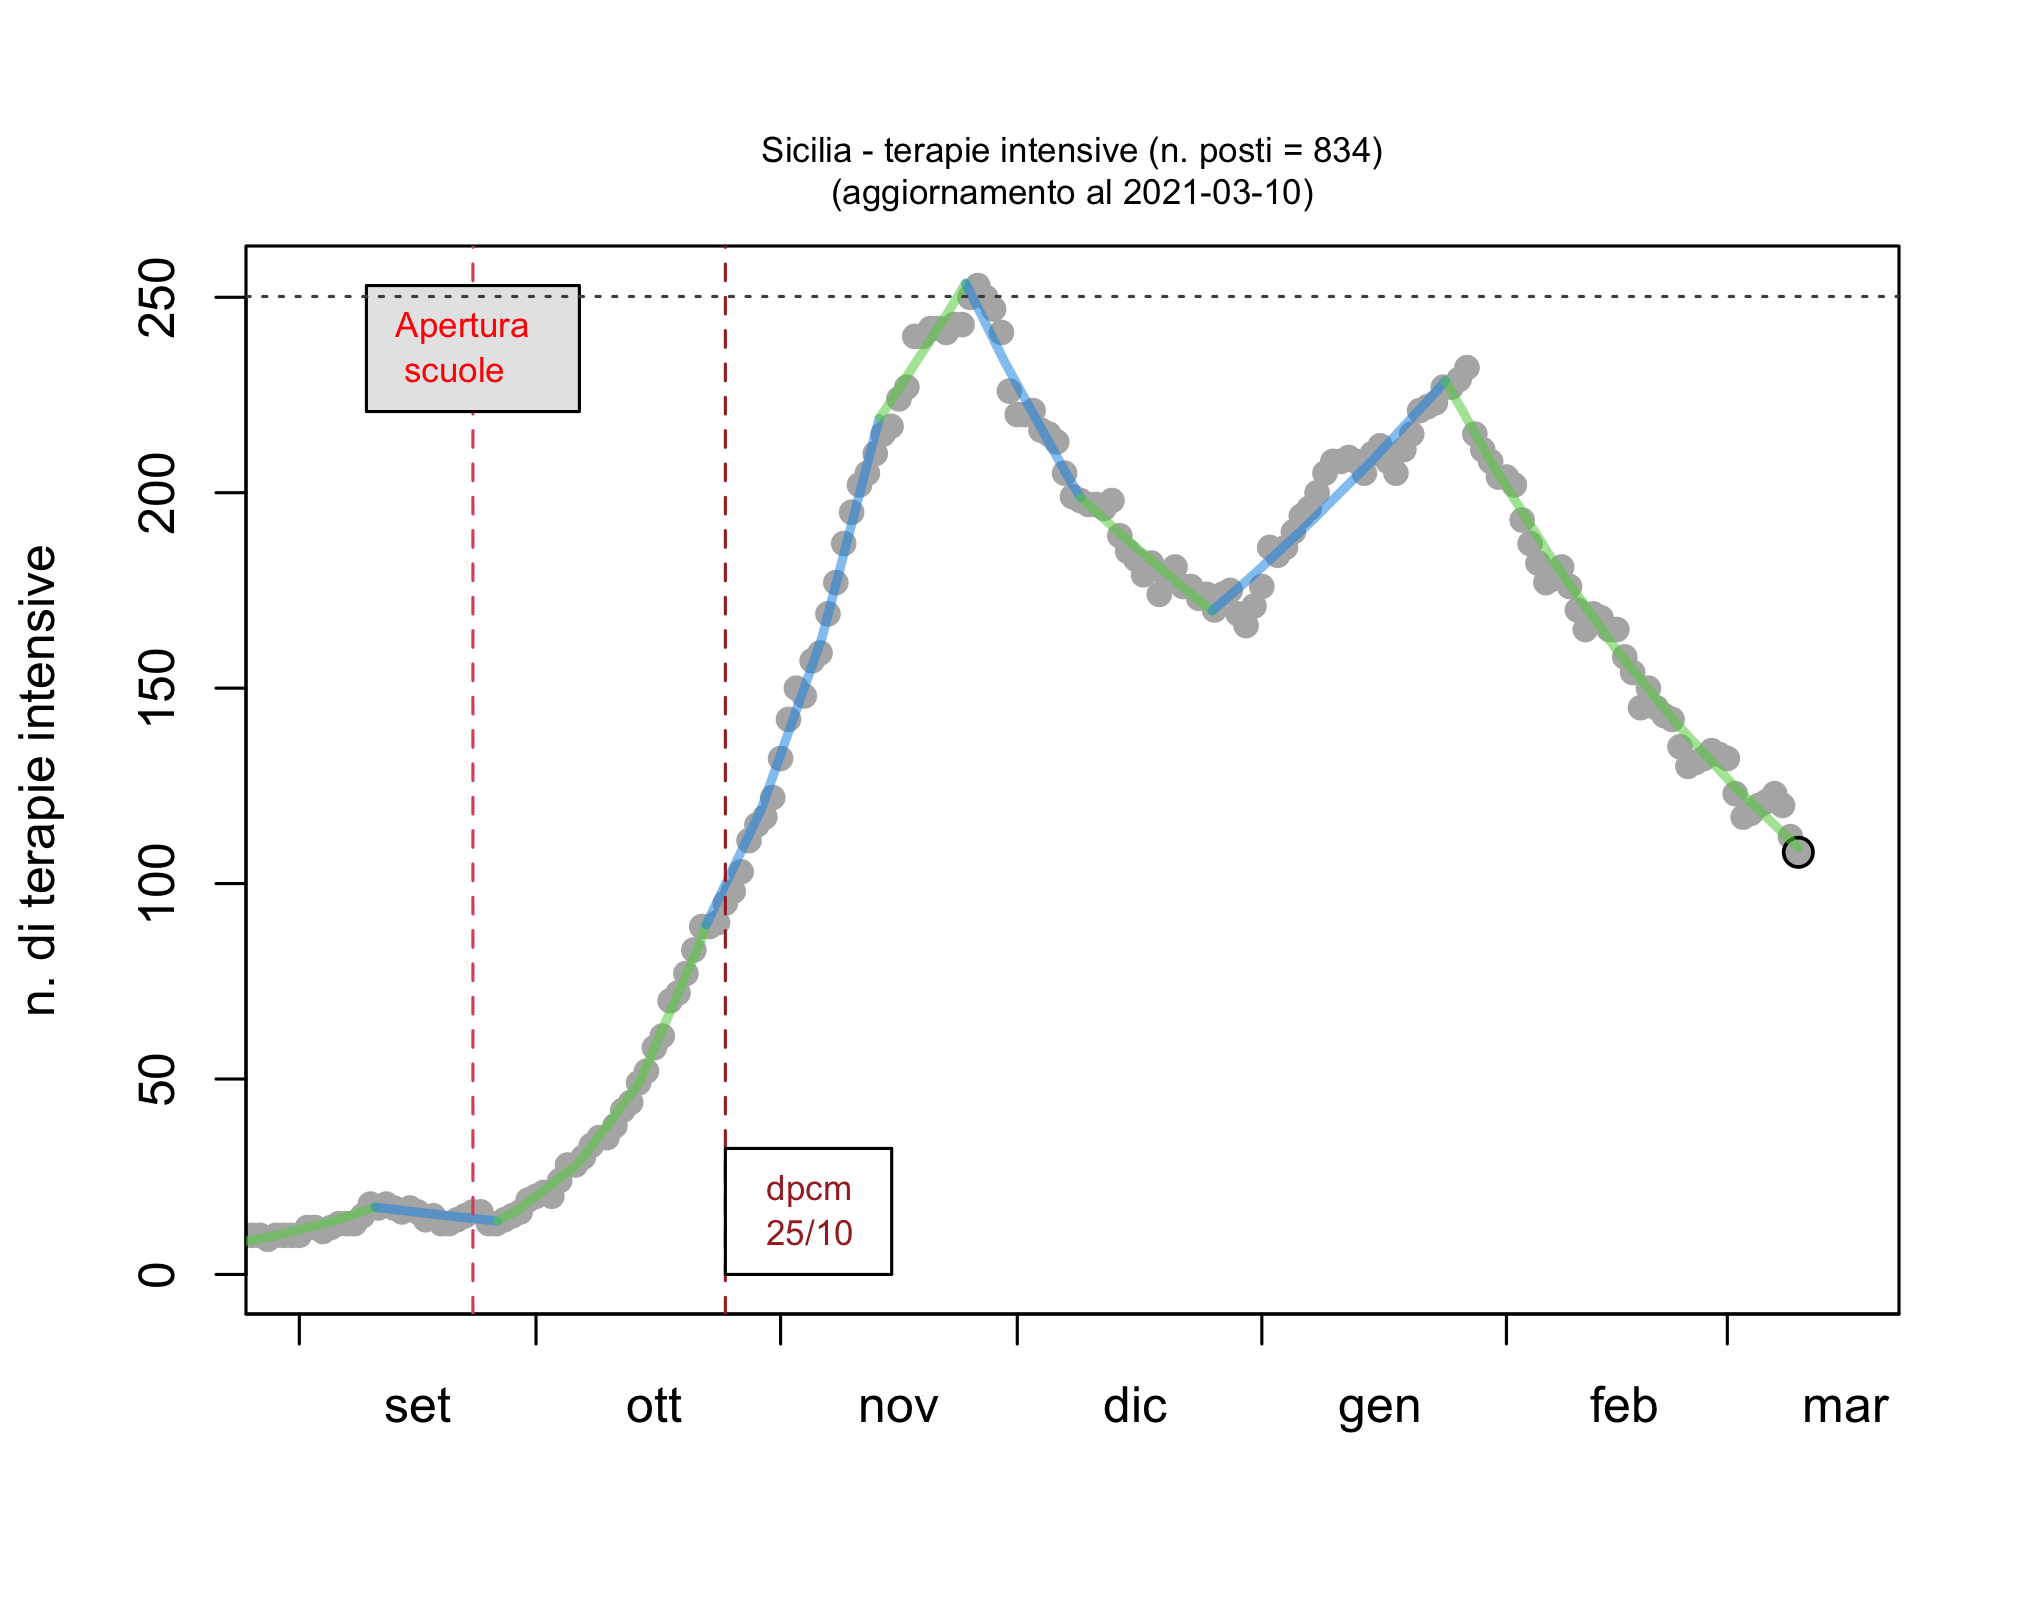 Sicilia - terapie intensive (n. posti = 834)
(aggiornamento al 2021-03-10)
n. di terapie intensive
250
200
150
100
50
0
Apertura
scuole
dpcm
25/10
set ott nov dic gen feb mar